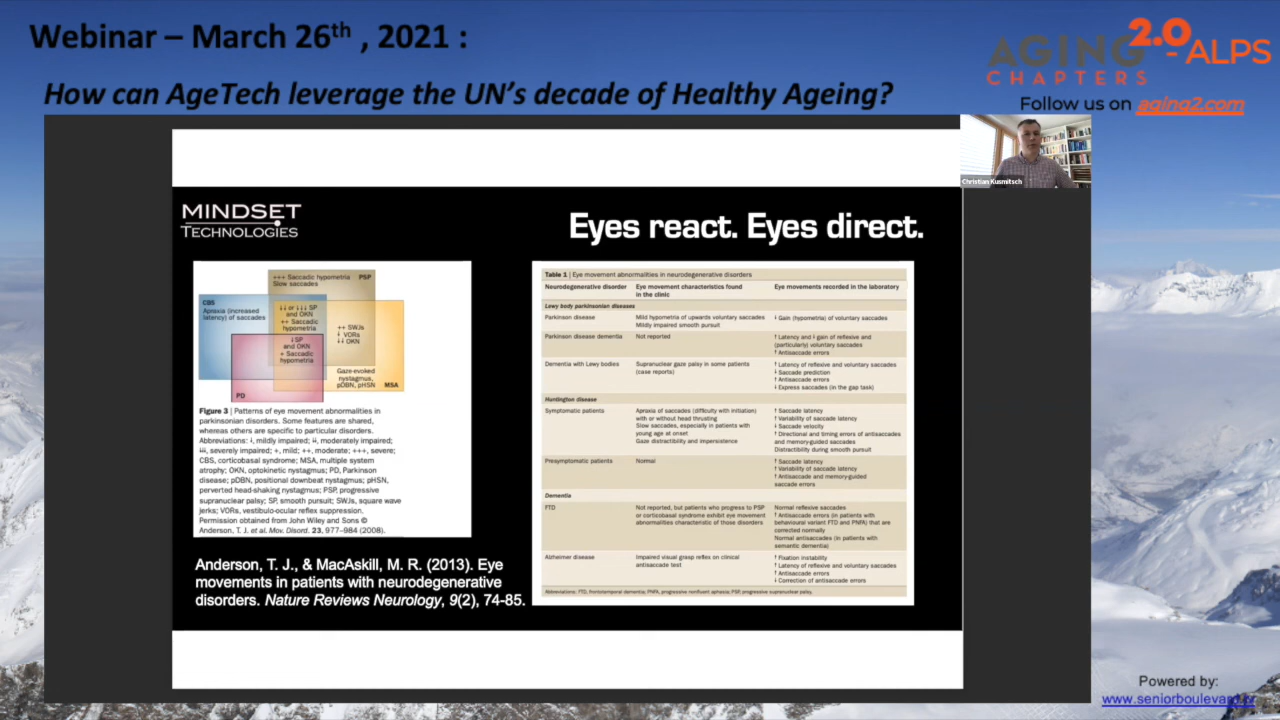 Webinar – March 26th , 2021 :
How can AgeTech leverage the UN's decade of Healthy Ageing?
AGING 2.0
- ALPS
CHAPTERS
Follow us on aging2.com
Christian Kusmitsch
MINDSET
TECHNOLOGIES
Eyes react. Eyes direct.
+++ Saccadic hypometria PSP
Slow saccades
CBS
Apraxia (increased
latency) of saccades
↓↓ or ↓↓↓ SP
and OKN
++ Saccadic
hypometria
↓SP
and OKN
+ Saccadic
hypometria
++ SWJs
↓ VORs
↓↓ OKN
Gaze-evoked
nystagmus,
pDBN, pHSN MSA
PD
Figure 3 | Patterns of eye movement abnormalities in
parkinsonian disorders. Some features are shared,
whereas others are specific to particular disorders.
Abbreviations: ↓, mildly impaired; ↓↓, moderately impaired;
↓↓↓, severely impaired; +, mild; ++, moderate; +++, severe;
CBS, corticobasal syndrome; MSA, multiple system
atrophy; OKN, optokinetic nystagmus; PD, Parkinson
disease; pDBN, positional downbeat nystagmus; pHSN,
perverted head-shaking nystagmus; PSP, progressive
supranuclear palsy; SP, smooth pursuit; SWJs, square wave
jerks; VORs, vestibulo-ocular reflex suppression.
Permission obtained from John Wiley and Sons ©
Anderson, T. J. et al. Mov. Disord. 23, 977–984 (2008).
Anderson, T. J., & MacAskill, M. R. (2013). Eye
movements in patients with neurodegenerative
disorders. Nature Reviews Neurology, 9(2), 74-85.
Table 1 | Eye movement abnormalities in neurodegenerative disorders
Neurodegenerative disorder Eye movement characteristics found Eye movements recorded in the laboratory
in the clinic
Lewy body parkinsonian diseases
Parkinson disease Mild hypometria of upwards voluntary saccades ↓ Gain (hypometria) of voluntary saccades
Mildly impaired smooth pursuit
Parkinson disease dementia Not reported ↑ Latency and ↓ gain of reflexive and
(particularly) voluntary saccades
↑ Antisaccade errors
Dementia with Lewy bodies Supranuclear gaze palsy in some patients ↑ Latency of reflexive and voluntary saccades
(case reports) ↓ Saccade prediction
↑ Antisaccade errors
↓ Express saccades (in the gap task)
Huntington disease
Symptomatic patients Apraxia of saccades (difficulty with initiation) ↑ Saccade latency
with or without head thrusting ↑ Variability of saccade latency
Slow saccades, especially in patients with ↓ Saccade velocity
young age at onset ↑ Directional and timing errors of antisaccades
Gaze distractibility and impersistence and memory-guided saccades
Distractibility during smooth pursuit
Presymptomatic patients Normal ↑ Saccade latency
↑ Variability of saccade latency
↑ Antisaccade and memory-guided
saccade errors
Dementia
FTD Not reported, but patients who progress to PSP Normal reflexive saccades
or corticobasal syndrome exhibit eye movement ↑ Antisaccade errors (in patients with
abnormalities characteristic of those disorders behavioural variant FTD and PNFA) that are
corrected normally
Normal antisaccades (in patients with
semantic dementia)
Alzheimer disease Impaired visual grasp reflex on clinical ↑ Fixation instability
antisaccade test ↑ Latency of reflexive and voluntary saccades
↑ Antisaccade errors
↓ Correction of antisaccade errors
Abbreviations: FTD, frontotemporal dementia; PNFA, progressive nonfluent aphasia; PSP, progressive supranuclear palsy.
Powered by: